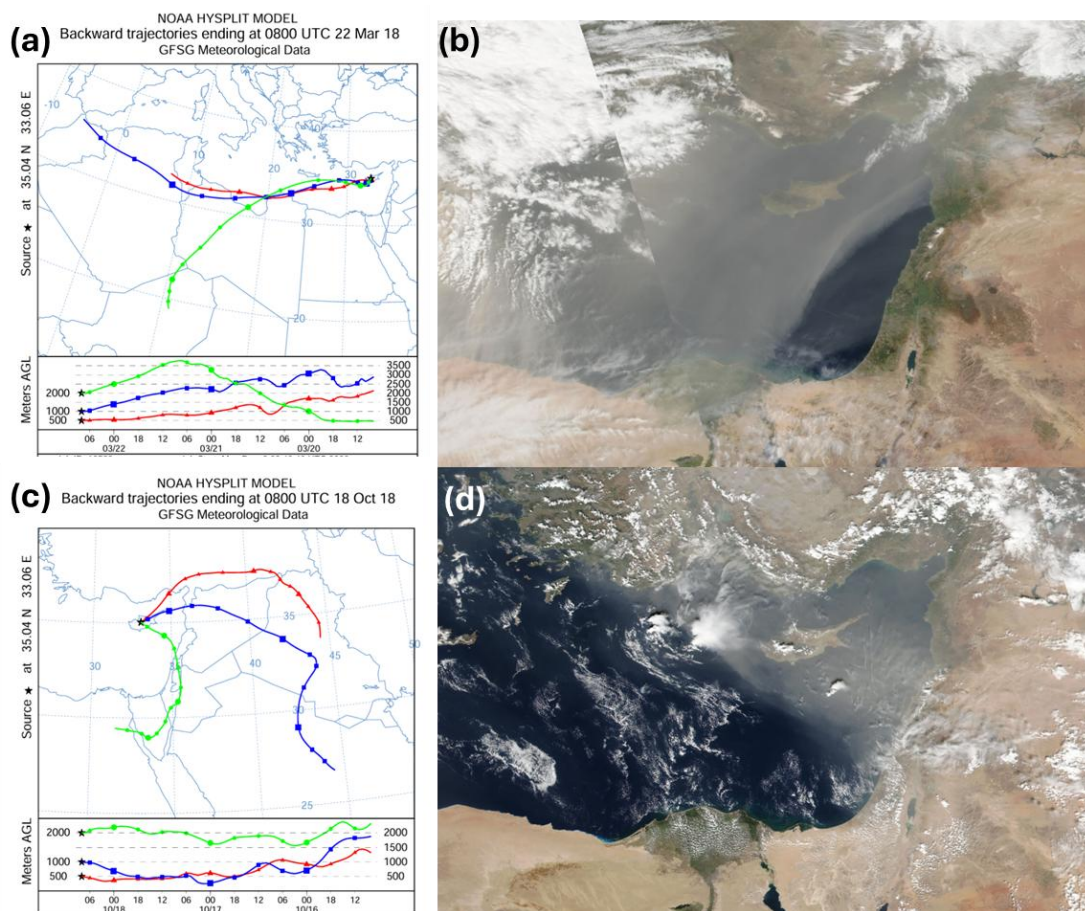 (a)
NOAA HYSPLIT MODEL
Backward trajectories ending at 0800 UTC 22 Mar 18
GFSG Meteorological Data
Source ★ at 35.04 N 33.06 E
-10
0
10
20
30
10
30
20
Meters AGL
3500
3000
2500
2000
1500
1000
500
2000
1000
500
06 00 18 12 06 00 18 12 06 00 18 12
03/22 03/21 03/20
(b)
(c)
NOAA HYSPLIT MODEL
Backward trajectories ending at 0800 UTC 18 Oct 18
GFSG Meteorological Data
Source ★ at 35.04 N 33.06 E
35
30
40
45
50
30
25
Meters AGL
2000
1000
500
2000
1500
1000
500
06 00 18 12 06 00 18 12 06 00 18 12
10/18 10/17 10/16
(d)